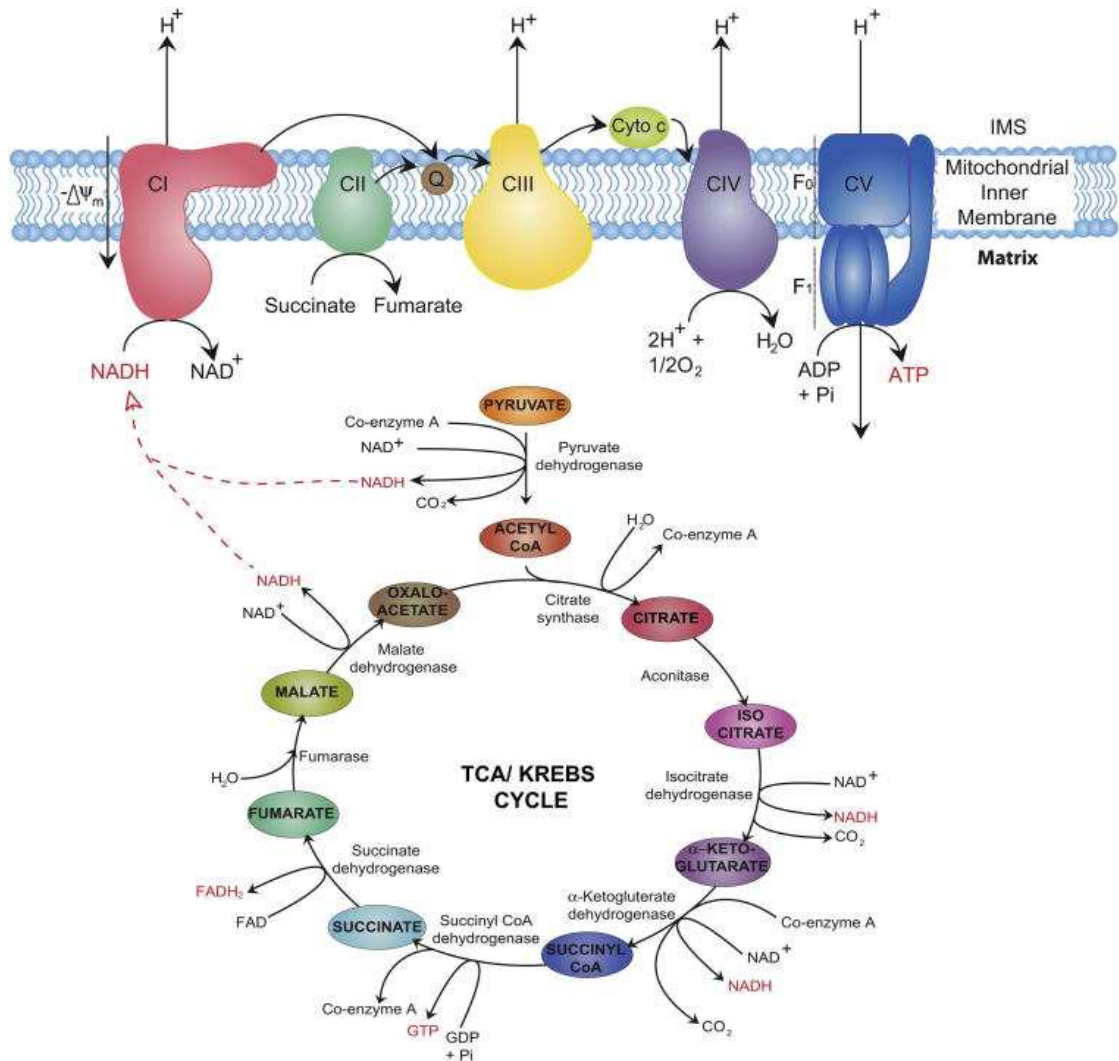 H+
H+
H+
H+
Cyto c
IMS
CI
CII
Q
CIII
CIV
F0
CV
Mitochondrial
Inner
Membrane
-ΔΨm
Matrix
F1
Succinate
Fumarate
NADH
NAD+
2H+ +
1/2O2
H2O
ADP
+ Pi
ATP
PYRUVATE
Co-enzyme A
NAD+
NADH
CO2
Pyruvate
dehydrogenase
ACETYL
CoA
H2O
Co-enzyme A
Citrate
synthase
NADH
NAD+
OXALO-
ACETATE
CITRATE
Malate
dehydrogenase
Aconitase
MALATE
ISO
CITRATE
Fumarase
H2O
TCA/ KREBS
CYCLE
Isocitrate
dehydrogenase
NAD+
NADH
CO2
FUMARATE
α-KETO-
GLUTARATE
Succinate
dehydrogenase
FADH2
FAD
α-Ketogluterate
dehydrogenase
Co-enzyme A
NAD+
NADH
CO2
SUCCINATE
Succinyl CoA
dehydrogenase
SUCCINYL
CoA
Co-enzyme A
GTP
GDP
+ Pi